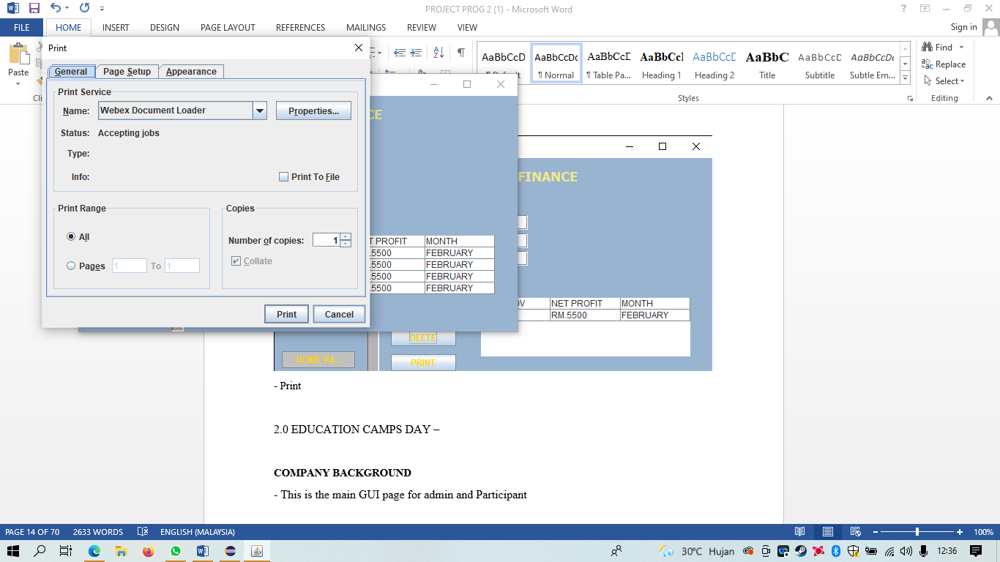 PROJECT PROG 2 (1) - Microsoft Word
FILE HOME INSERT DESIGN PAGE LAYOUT REFERENCES MAILINGS REVIEW VIEW Sign in
Paste
AaBbCcD AaBbCcDc AaBbCcD AaBbCcI AaBbCcD AaBbC AaBbCcD AaBbCcDc
¶ Normal ¶ Table Pa... Heading 1 Heading 2 Title Subtitle Subtle Em...
Styles
Find
Replace
Select
Editing
Print
General Page Setup Appearance
Print Service
Name: Webex Document Loader Properties...
Status: Accepting jobs
Type:
Info: Print To File
Print Range
All
Pages 1 To 1
Copies
Number of copies: 1
Collate
Print Cancel
CE
T PROFIT MONTH
.5500 FEBRUARY
.5500 FEBRUARY
.5500 FEBRUARY
.5500 FEBRUARY
FINANCE
OV NET PROFIT MONTH
RM.5500 FEBRUARY
DEETE
HOME PA...
PRINT
- Print
2.0 EDUCATION CAMPS DAY –
COMPANY BACKGROUND
- This is the main GUI page for admin and Participant
PAGE 14 OF 70 2633 WORDS ENGLISH (MALAYSIA) 100%
30°C Hujan 12:36